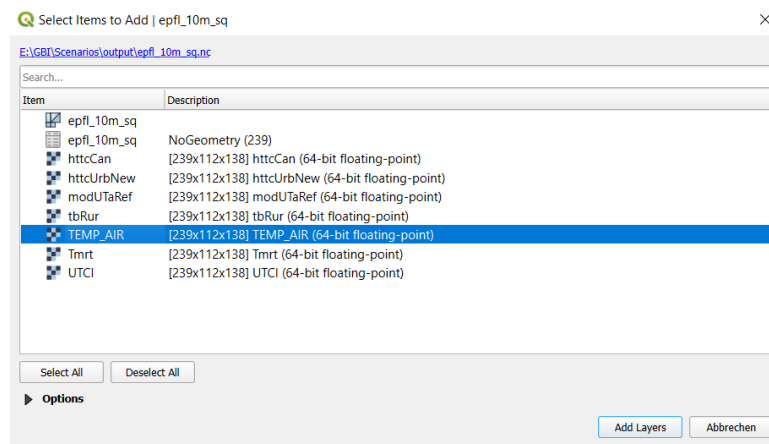 Select Items to Add | epfl_10m_sq
E:\GBI\Scenarios\output\epfl_10m_sq.nc
Search...
Item Description
epfl_10m_sq
epfl_10m_sq NoGeometry (239)
httcCan [239x112x138] httcCan (64-bit floating-point)
httcUrbNew [239x112x138] httcUrbNew (64-bit floating-point)
modUTaRef [239x112x138] modUTaRef (64-bit floating-point)
tbRur [239x112x138] tbRur (64-bit floating-point)
TEMP_AIR [239x112x138] TEMP_AIR (64-bit floating-point)
Tmrt [239x112x138] Tmrt (64-bit floating-point)
UTCI [239x112x138] UTCI (64-bit floating-point)
Select All Deselect All
Options
Add Layers Abbrechen